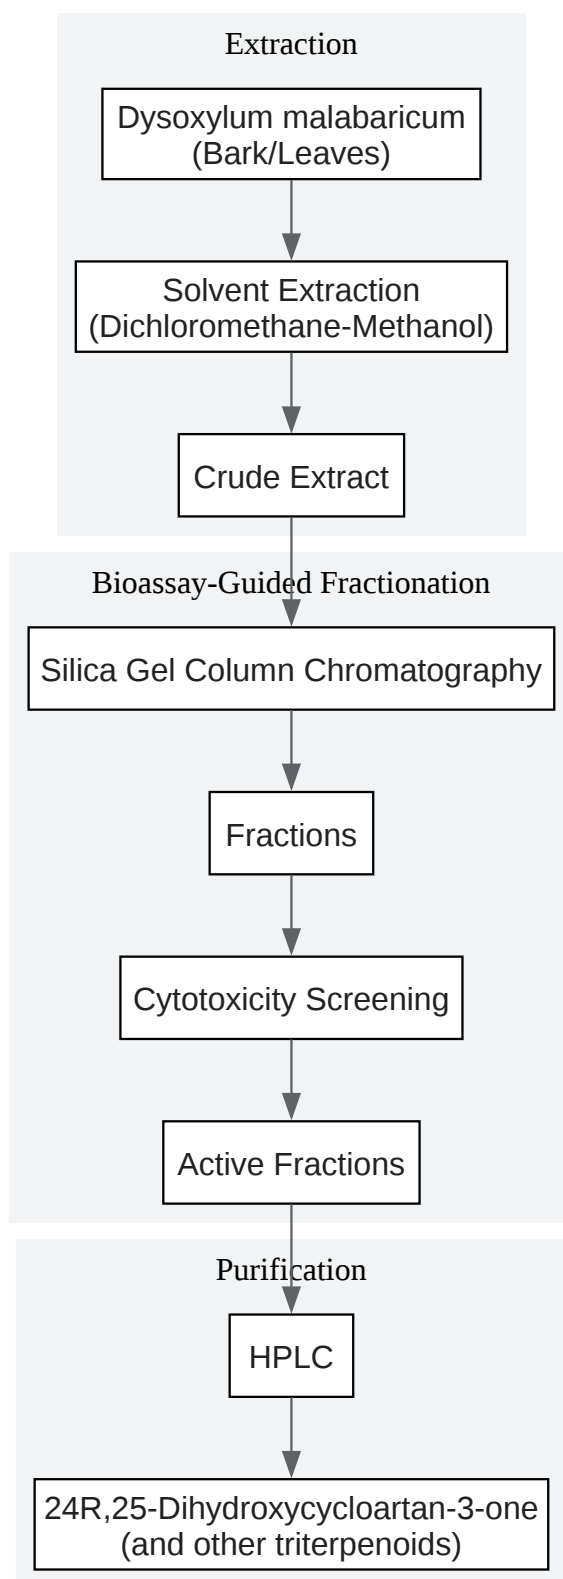 Extraction
Dysoxylum malabaricum
(Bark/Leaves)
Solvent Extraction
(Dichloromethane-Methanol)
Crude Extract
Bioassay-Guided Fractionation
Silica Gel Column Chromatography
Fractions
Cytotoxicity Screening
Active Fractions
Purification
HPLC
24R,25-Dihydroxycycloartan-3-one
(and other triterpenoids)